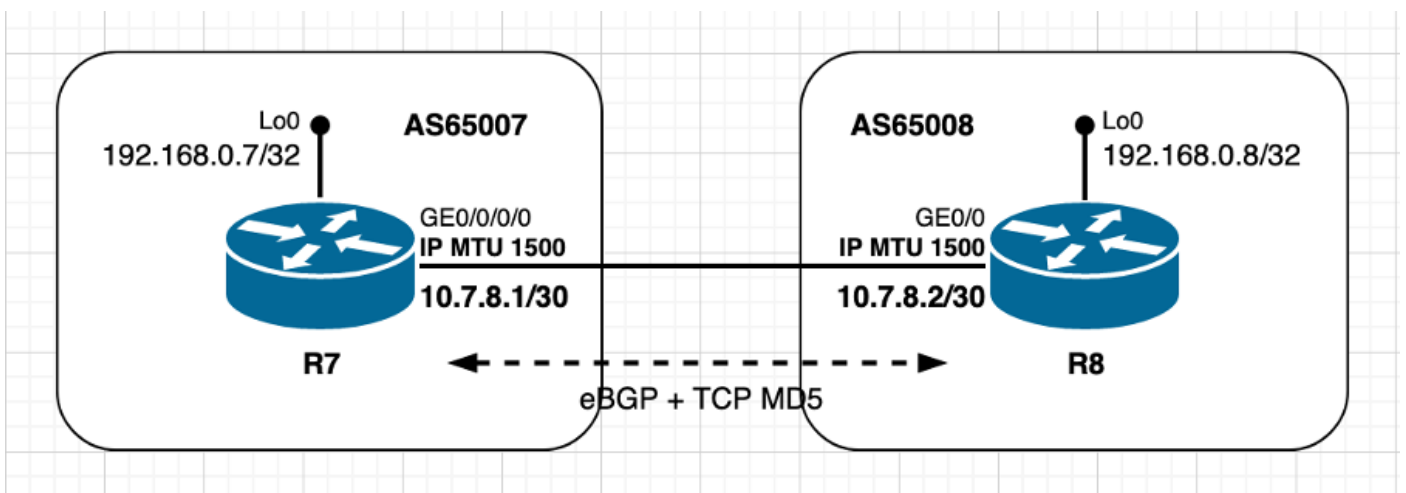 Lo0
192.168.0.7/32
AS65007
GE0/0/0/0
IP MTU 1500
10.7.8.1/30
R7
AS65008
Lo0
192.168.0.8/32
GE0/0
IP MTU 1500
10.7.8.2/30
R8
eBGP + TCP MD5